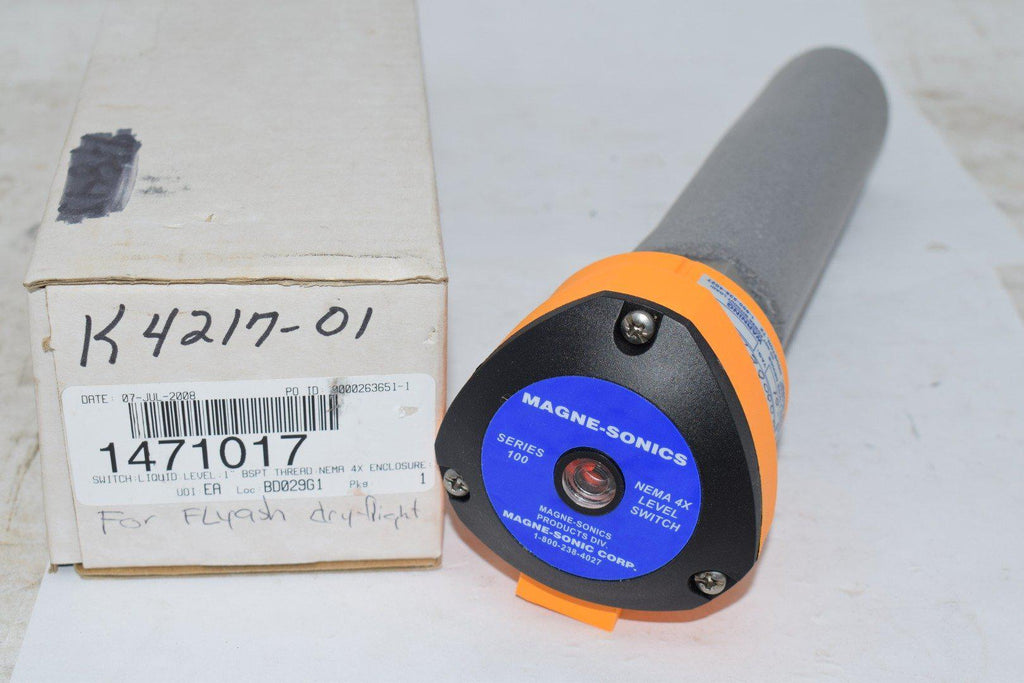 K4217-01
DATE: 07-JUL-2008 PO ID: 0000263651-1
1471017
SWITCH:LIQUID LEVEL:1" BSPT THREAD:NEMA 4X ENCLOSURE:
UOI EA Loc BD029G1 Pkg 1
For FLyash dry flight
MAGNE-SONICS
SERIES
100
NEMA 4X
LEVEL
SWITCH
MAGNE-SONICS
PRODUCTS DIV.
MAGNE-SONIC CORP.
1-800-238-4027
WARNING